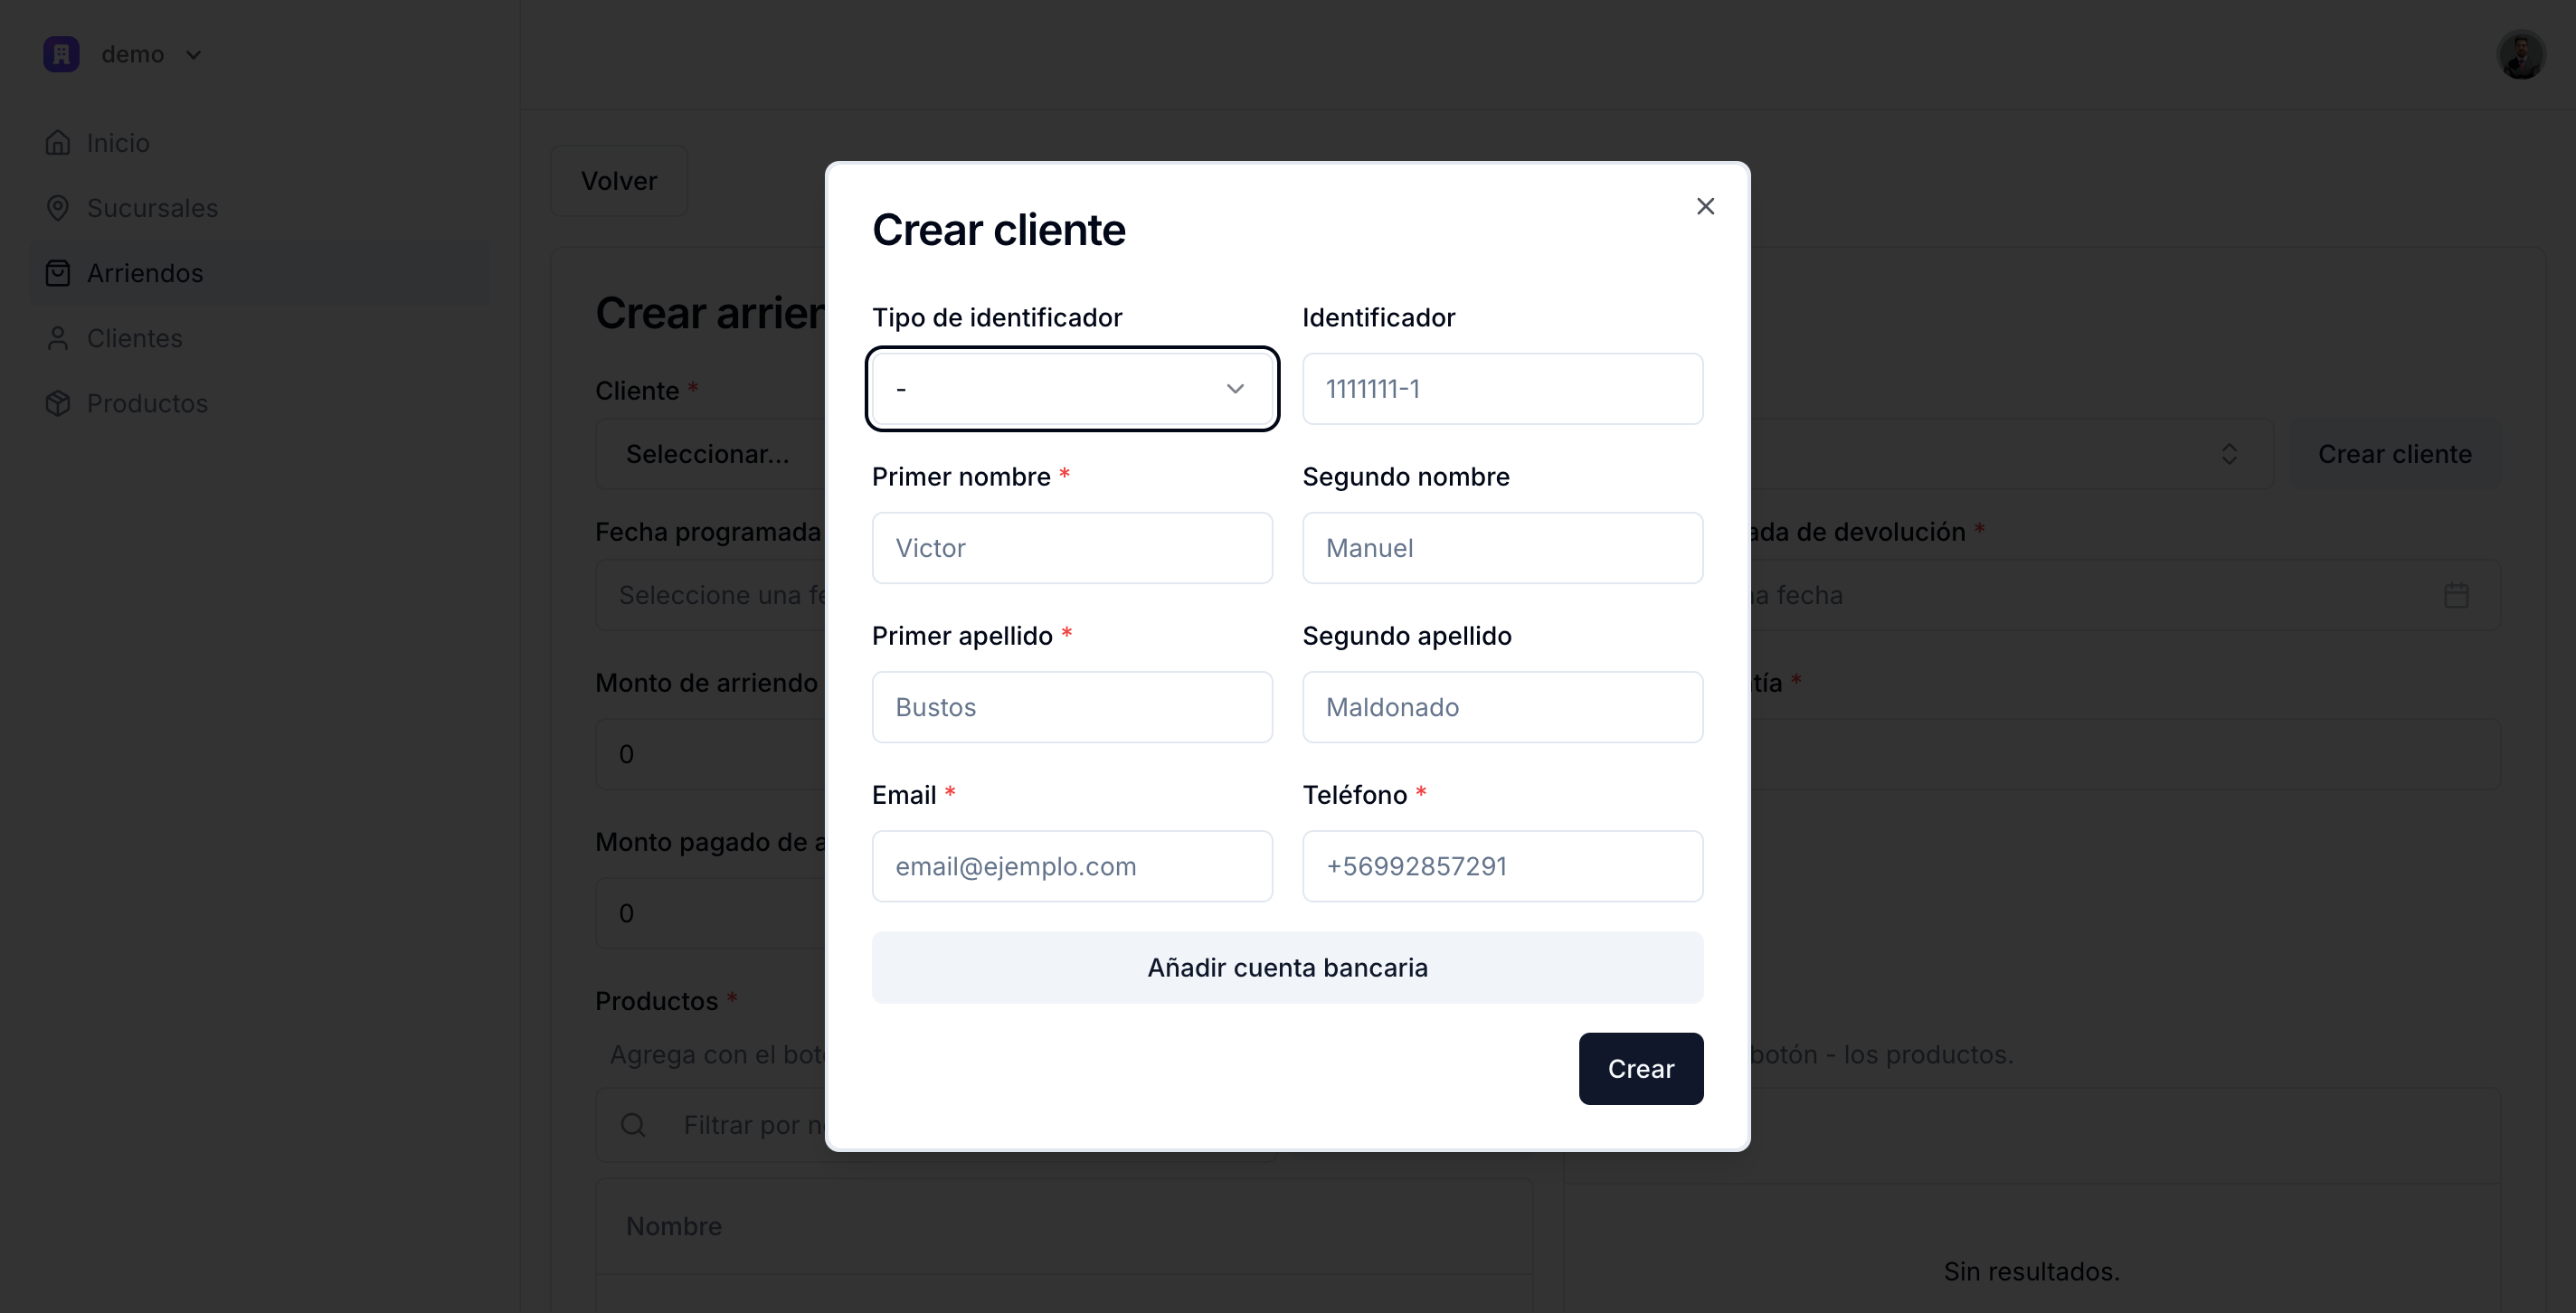 demo
Inicio
Sucursales
Arriendos
Clientes
Productos
Volver
Crear arrien
Cliente *
Seleccionar...
Crear cliente
Fecha programada
ada de devolución *
Seleccione una fe
a fecha
Monto de arriendo
tía *
0
Monto pagado de a
0
Productos *
Agrega con el bot
botón - los productos.
Filtrar por n
Nombre
Sin resultados.
Crear cliente
Tipo de identificador
Identificador
-
1111111-1
Primer nombre *
Segundo nombre
Victor
Manuel
Primer apellido *
Segundo apellido
Bustos
Maldonado
Email *
Teléfono *
email@ejemplo.com
+56992857291
Añadir cuenta bancaria
Crear